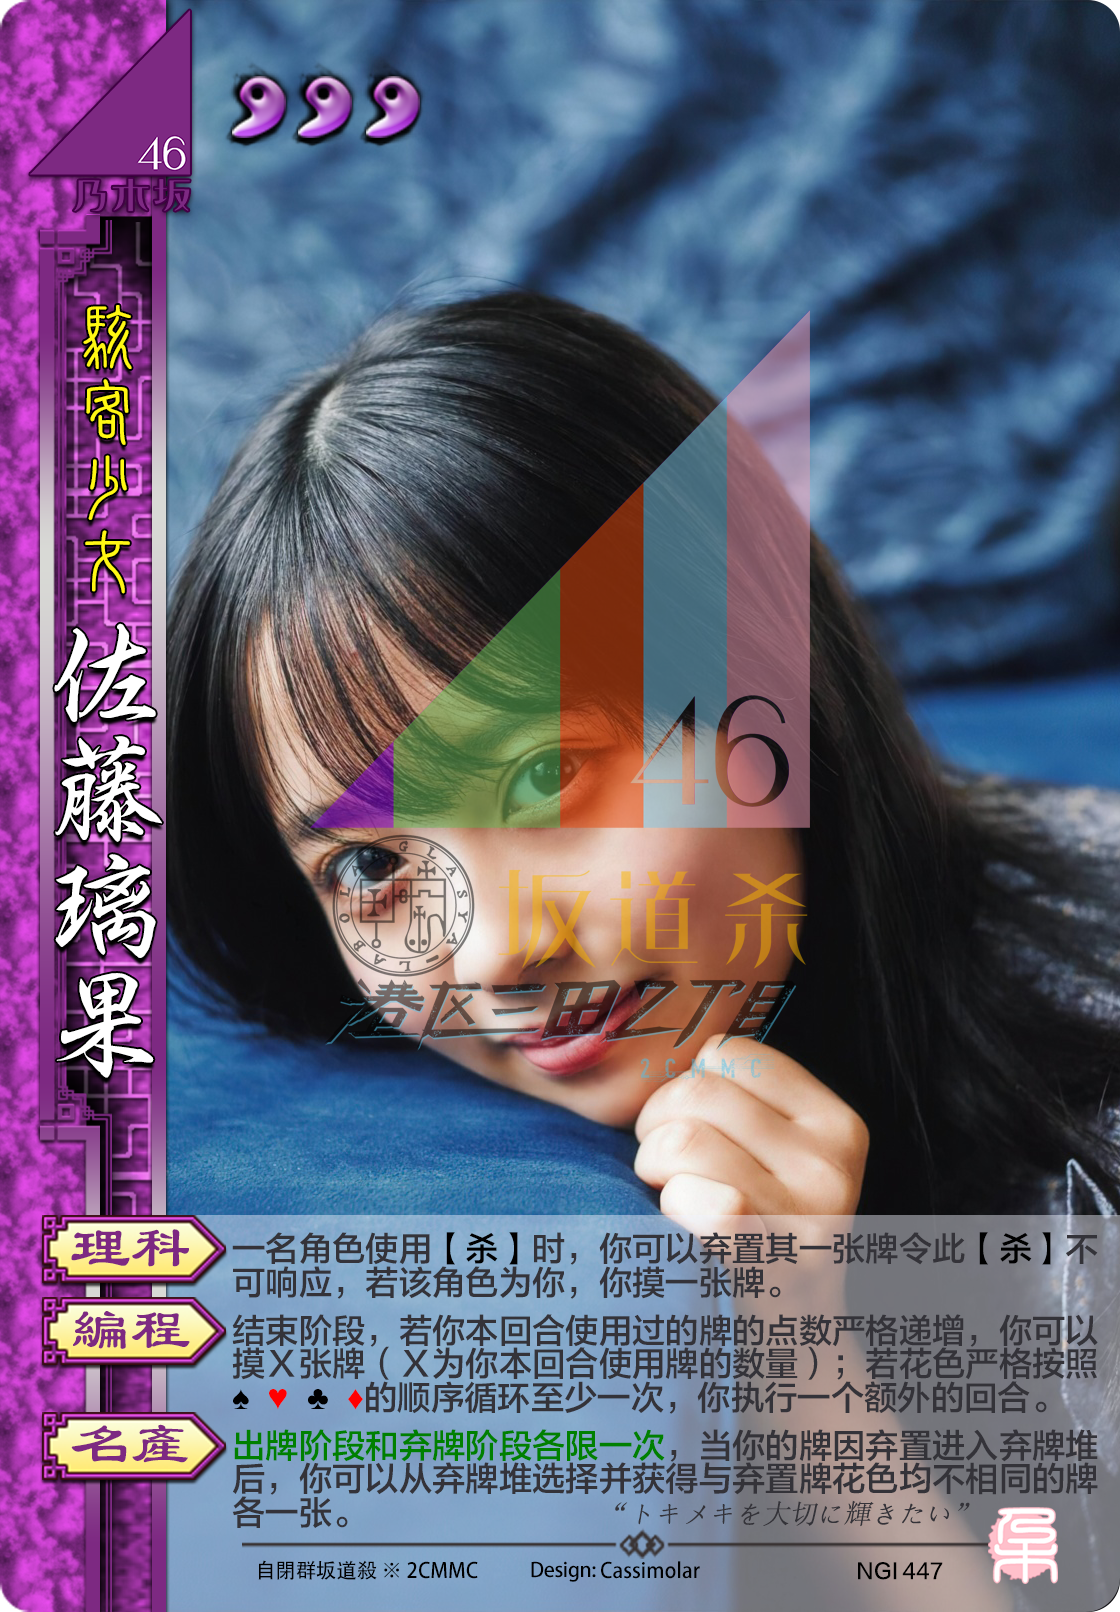 46
乃木坂
駭客少女
佐藤璃果
46
GLASYA-LABOL
坂道杀
港区三田乙丁目
2CMMC
理科
一名角色使用【杀】时，你可以弃置其一张牌令此【杀】不
可响应，若该角色为你，你摸一张牌。
編程
结束阶段，若你本回合使用过的牌的点数严格递增，你可以
摸X张牌（X为你本回合使用牌的数量）；若花色严格按照
♠ ♥ ♣ ♦的顺序循环至少一次，你执行一个额外的回合。
名產
出牌阶段和弃牌阶段各限一次，当你的牌因弃置进入弃牌堆
后，你可以从弃牌堆选择并获得与弃置牌花色均不相同的牌
各一张。
“トキメキを大切に輝きたい”
自閉群坂道殺 ※ 2CMMC
Design: Cassimolar
NGI 447